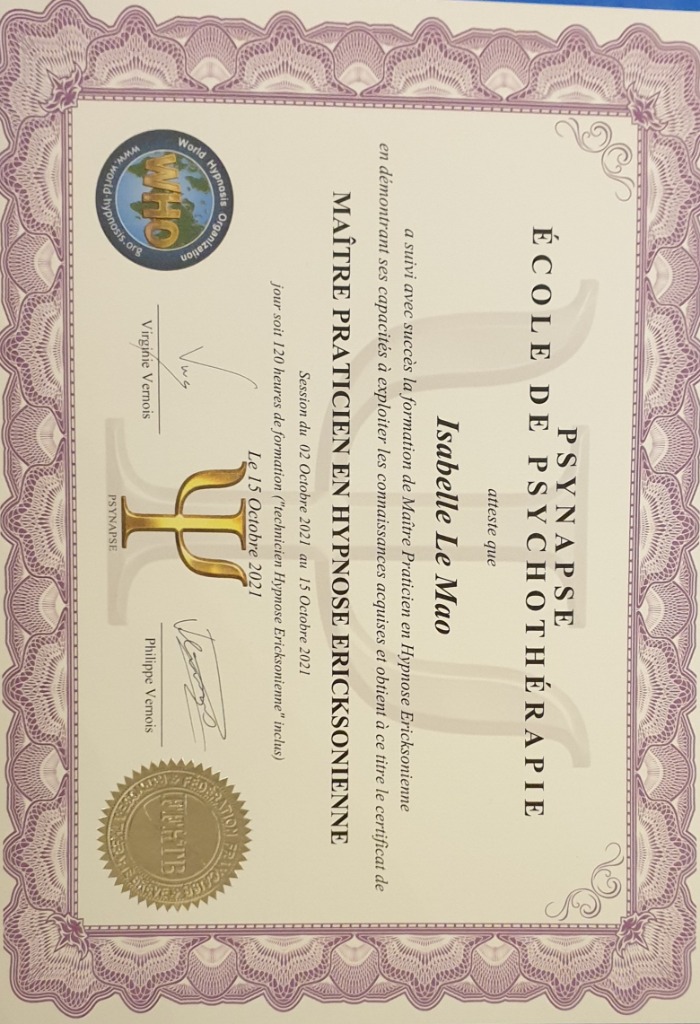 PSYNAPSE
ÉCOLE DE PSYCHOTHÉRAPIE
atteste que
Isabelle Le Mao
a suivi avec succès la formation de Maître Praticien en Hypnose Ericksonienne
en démontrant ses capacités à exploiter les connaissances acquises et obtient à ce titre le certificat de
MAÎTRE PRATICIEN EN HYPNOSE ERICKSONIENNE
Session du 02 Octobre 2021 au 15 Octobre 2021
jour soit 120 heures de formation ("technicien Hypnose Ericksonienne" inclus)
Le 15 Octobre 2021
World Hypnosis Organization
WHO
www.world-hypnosis.org
Virginie Vernois
PSYNAPSE
Philippe Vernois